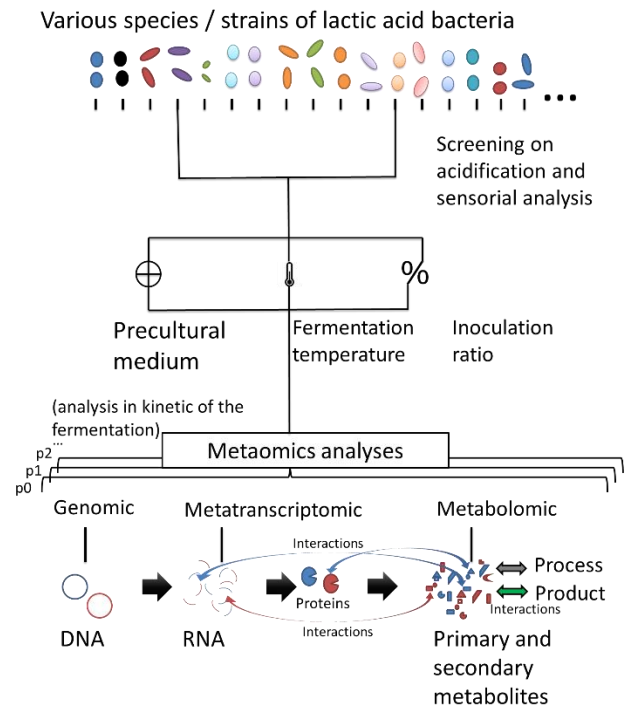 Various species / strains of lactic acid bacteria
...
Screening on
acidification and
sensorial analysis
%
Precultural
medium
Fermentation
temperature
Inoculation
ratio
(analysis in kinetic of the
fermentation)
...
p2
p1
p0
Metaomics analyses
Genomic
Metatranscriptomic
Metabolomic
Interactions
Process
Product
Interactions
Proteins
Interactions
DNA
RNA
Primary and
secondary
metabolites